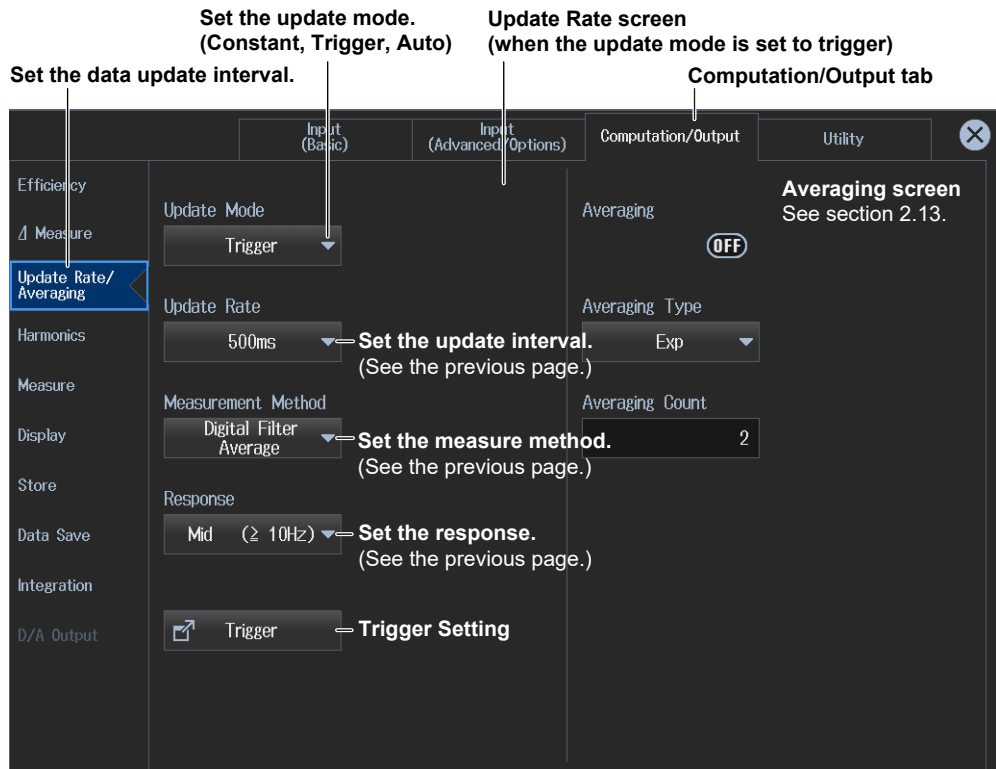 Set the update mode.
(Constant, Trigger, Auto)
Update Rate screen
(when the update mode is set to trigger)
Set the data update interval.
Computation/Output tab
Input
(Basic)
Input
(Advanced/Options)
Computation/Output
Utility
Efficiency
Δ Measure
Update Rate/
Averaging
Harmonics
Measure
Display
Store
Data Save
Integration
D/A Output
Update Mode
Trigger
Update Rate
500ms
Set the update interval.
(See the previous page.)
Measurement Method
Digital Filter
Average
Set the measure method.
(See the previous page.)
Response
Mid (≧ 10Hz)
Set the response.
(See the previous page.)
Trigger
Trigger Setting
Averaging
OFF
Averaging screen
See section 2.13.
Averaging Type
Exp
Averaging Count
2